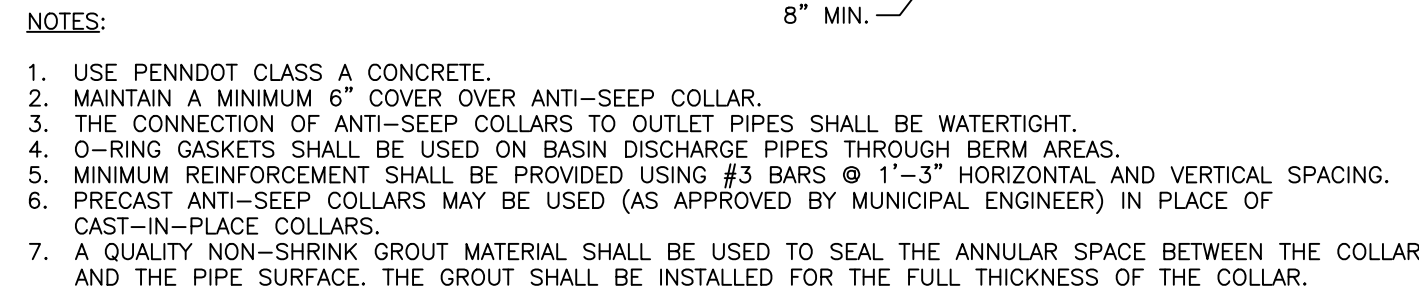 8” MIN.
NOTES:
1. USE PENNDOT CLASS A CONCRETE.
2. MAINTAIN A MINIMUM 6” COVER OVER ANTI–SEEP COLLAR.
3. THE CONNECTION OF ANTI–SEEP COLLARS TO OUTLET PIPES SHALL BE WATERTIGHT.
4. O–RING GASKETS SHALL BE USED ON BASIN DISCHARGE PIPES THROUGH BERM AREAS.
5. MINIMUM REINFORCEMENT SHALL BE PROVIDED USING #3 BARS @ 1’–3” HORIZONTAL AND VERTICAL SPACING.
6. PRECAST ANTI–SEEP COLLARS MAY BE USED (AS APPROVED BY MUNICIPAL ENGINEER) IN PLACE OF
CAST–IN–PLACE COLLARS.
7. A QUALITY NON–SHRINK GROUT MATERIAL SHALL BE USED TO SEAL THE ANNULAR SPACE BETWEEN THE COLLAR
AND THE PIPE SURFACE. THE GROUT SHALL BE INSTALLED FOR THE FULL THICKNESS OF THE COLLAR.